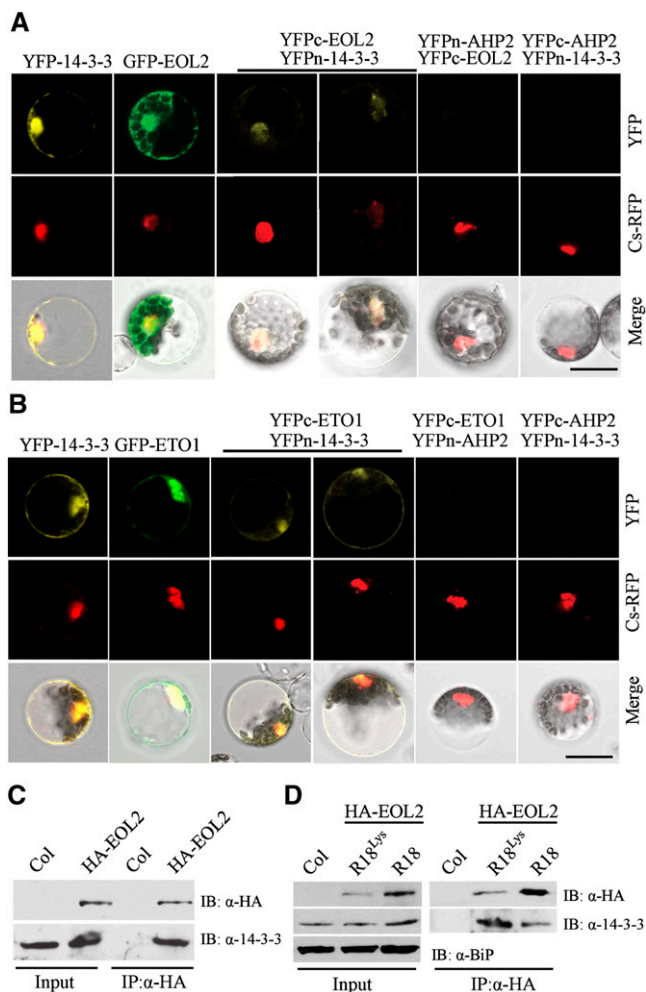 A
YFPc-EOL2 YFPn-AHP2 YFPc-AHP2
YFP-14-3-3 GFP-EOL2 YFPn-14-3-3 YFPc-EOL2 YFPn-14-3-3
YFP
Cs-RFP
Merge
B
YFPc-ETO1 YFPc-ETO1 YFPc-AHP2
YFP-14-3-3 GFP-ETO1 YFPn-14-3-3 YFPn-AHP2 YFPn-14-3-3
YFP
Cs-RFP
Merge
C
Col HA-EOL2 Col HA-EOL2
IB: α-HA
IB: α-14-3-3
Input IP:α-HA
D
HA-EOL2 HA-EOL2
Col R18Lys R18 Col R18Lys R18
IB: α-HA
IB: α-14-3-3
IB: α-BiP
Input IP:α-HA